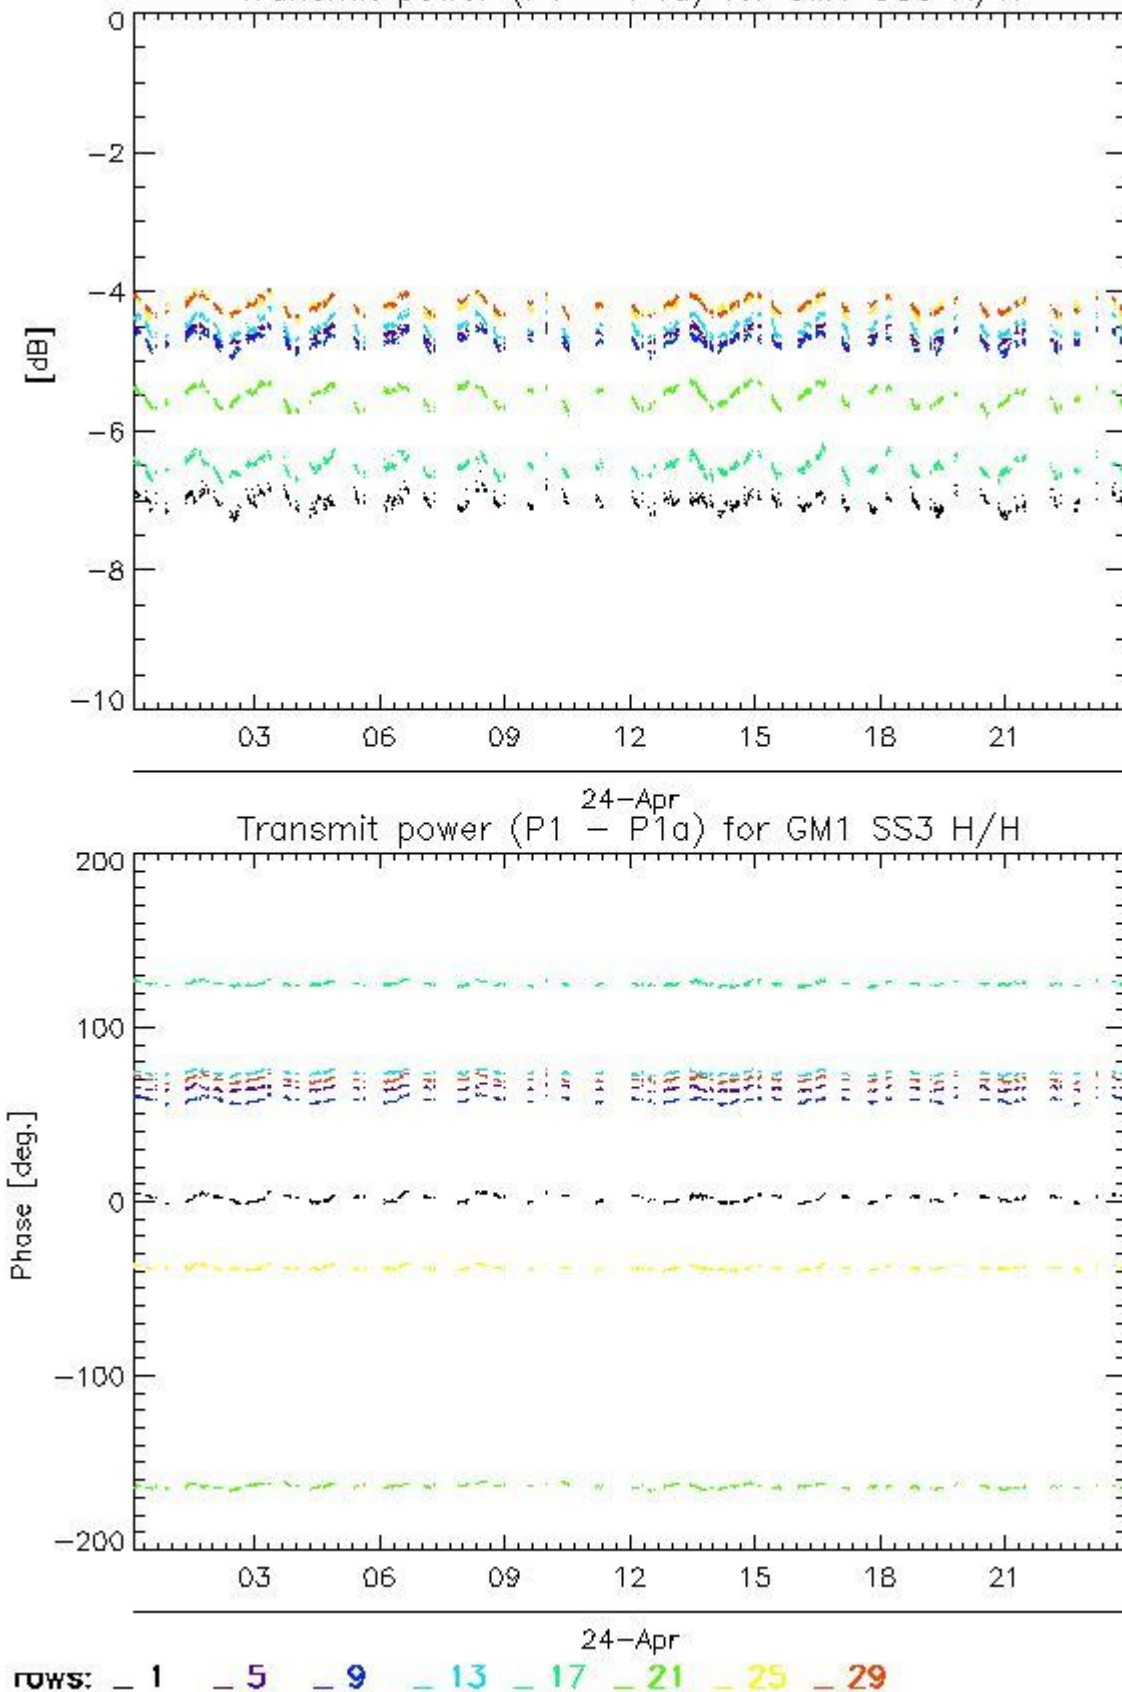 0
-2
-4
-6
-8
-10
[dB]
03 06 09 12 15 18 21
24-Apr
Transmit power (P1 - P1a) for GM1 SS3 H/H
200
100
0
-100
-200
Phase [deg.]
03 06 09 12 15 18 21
24-Apr
rows: _ 1 _ 5 _ 9 _ 13 _ 17 _ 21 _ 25 _ 29